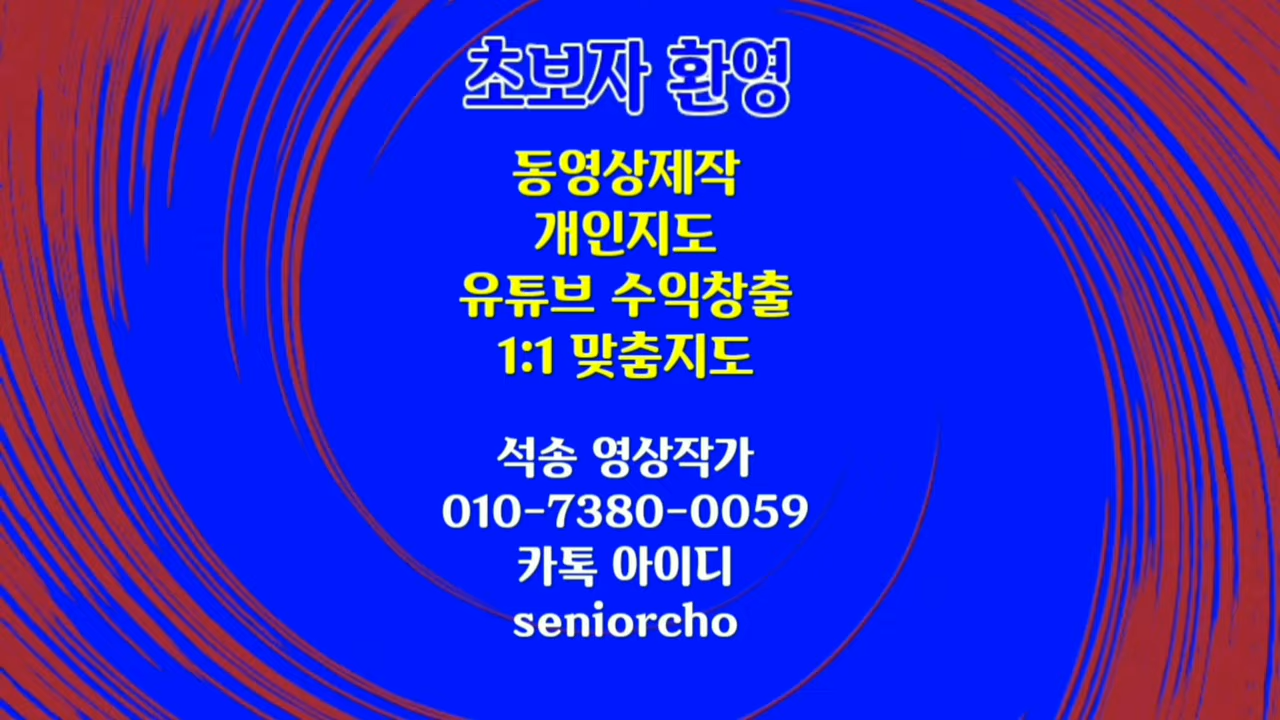 초보자 환영
동영상제작
개인지도
유튜브 수익창출
1:1 맞춤지도
석송 영상작가
010-7380-0059
카톡 아이디
seniorcho